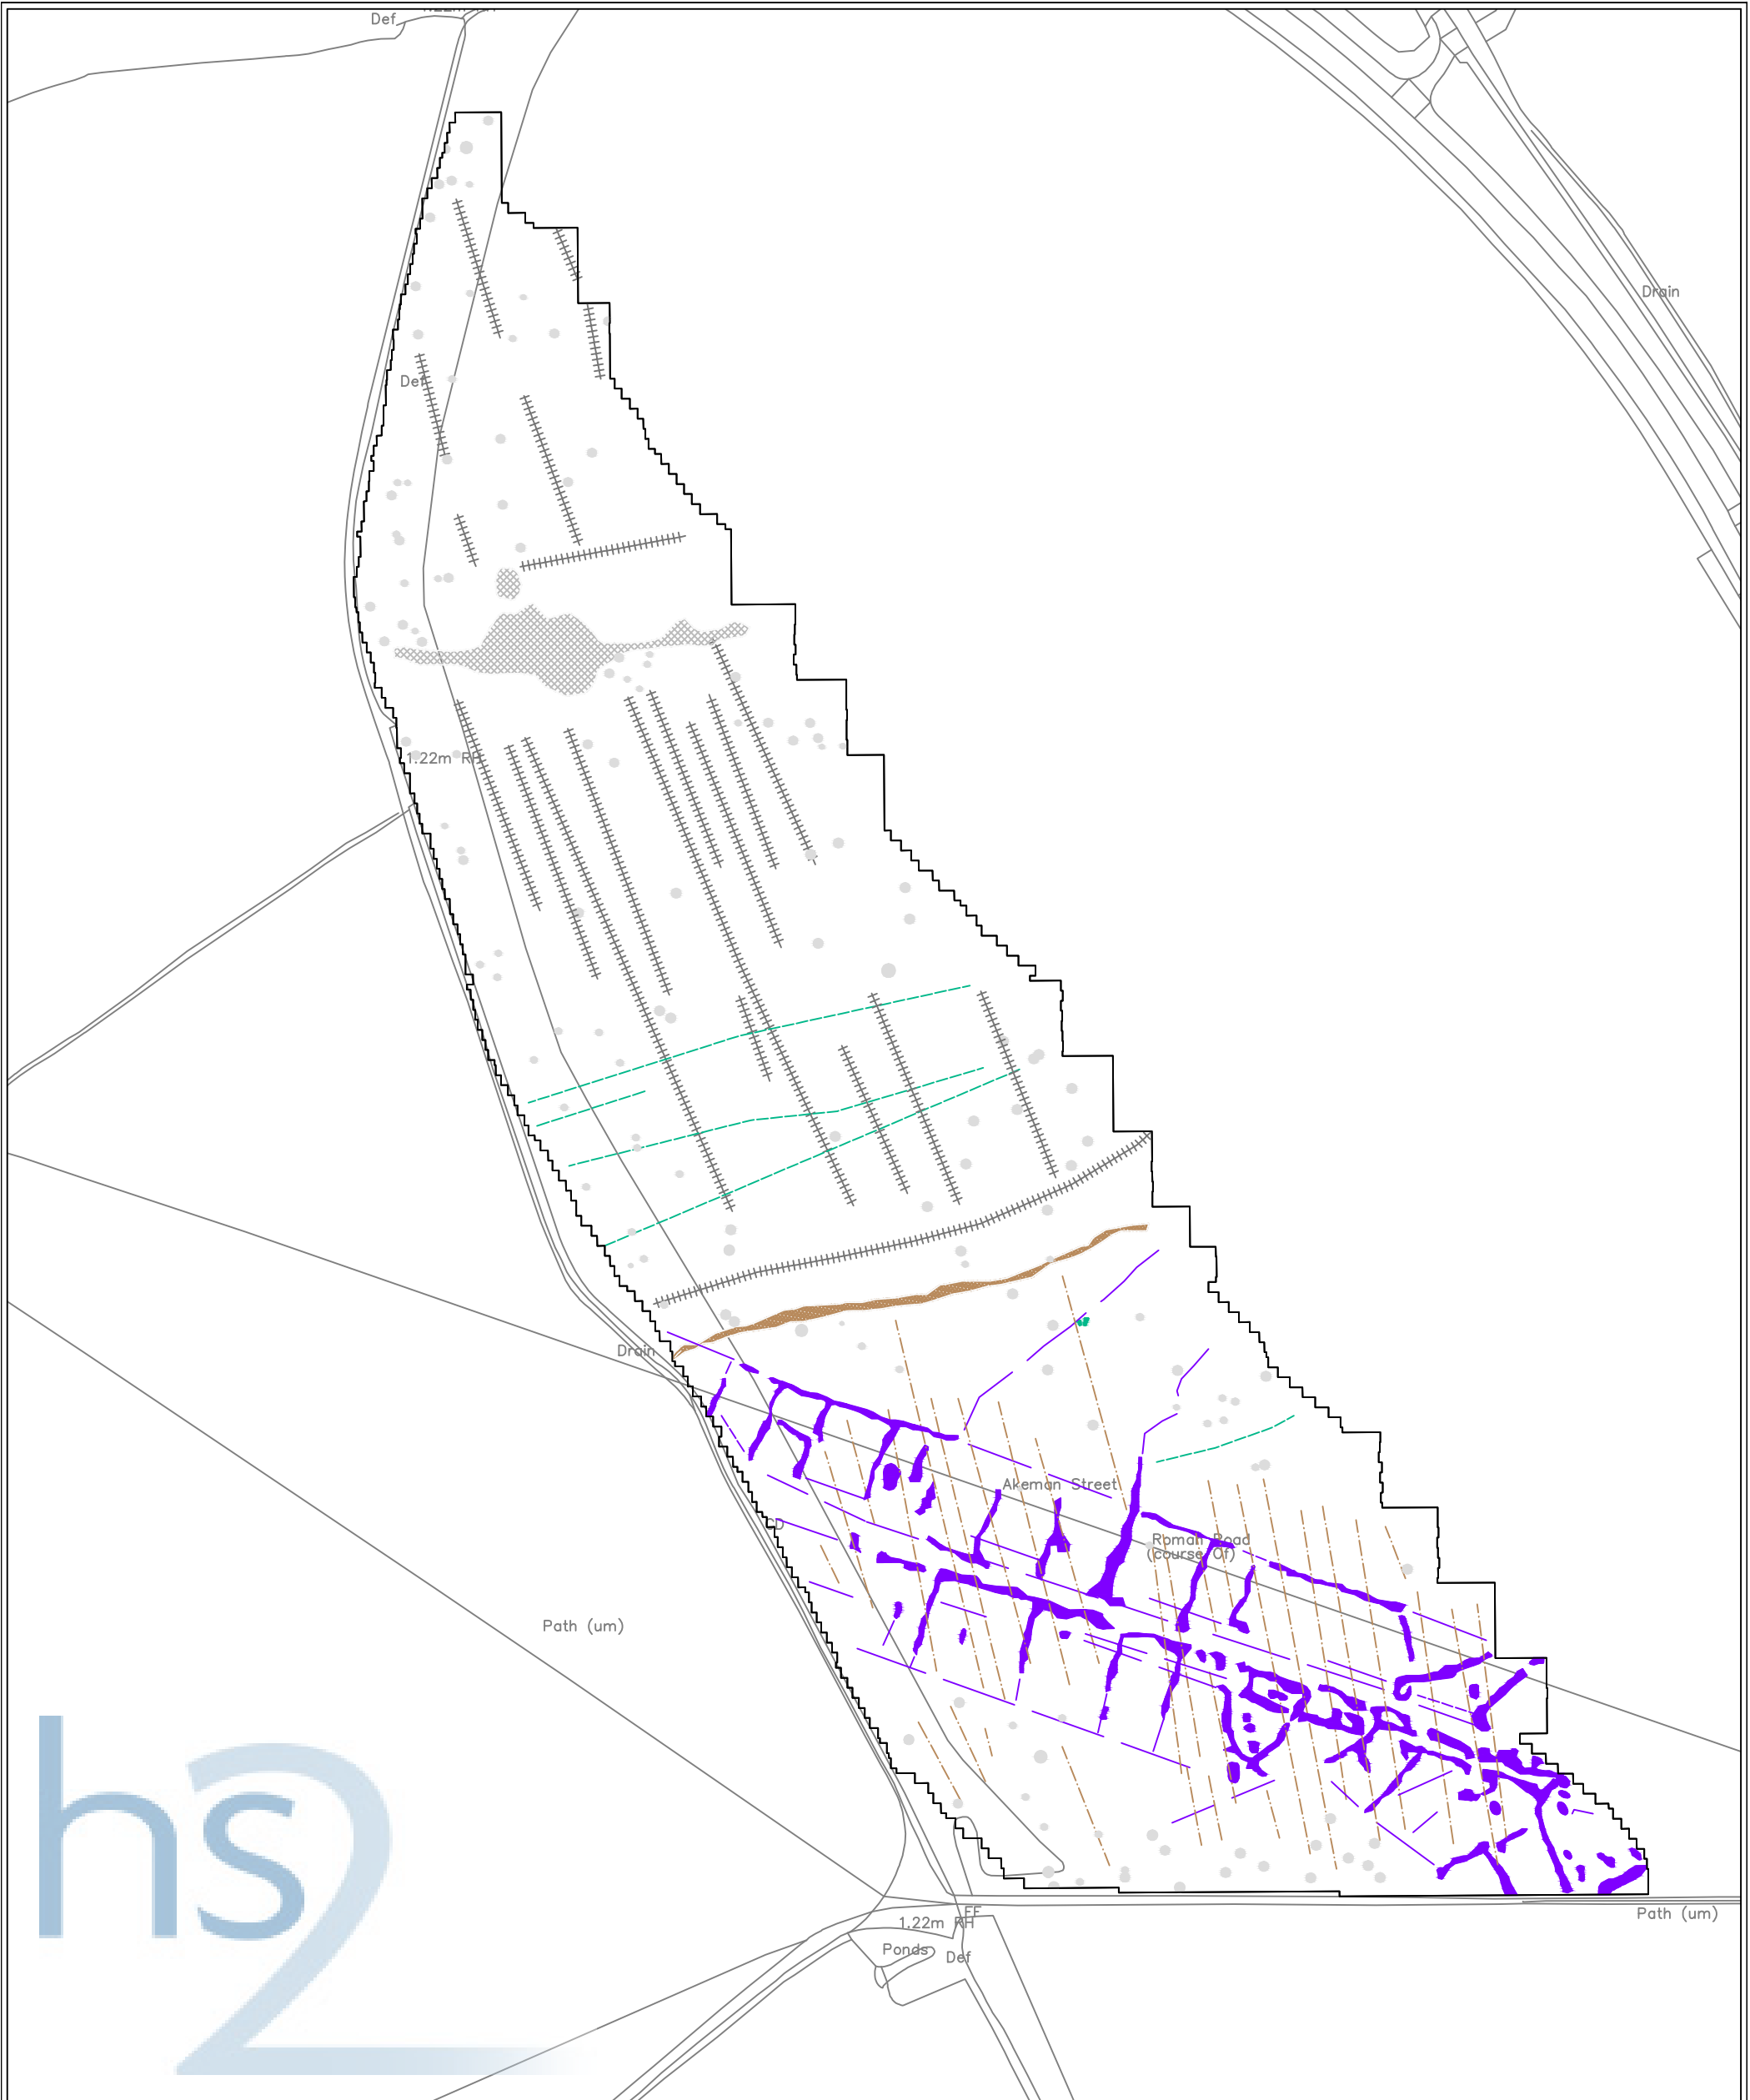 Def
Drain
Def
1.22m RH
Drain
Akeman Street
Roman Road
(course Of)
Path (um)
hs2
FF
1.22m RH
Path (um)
Ponds
Def